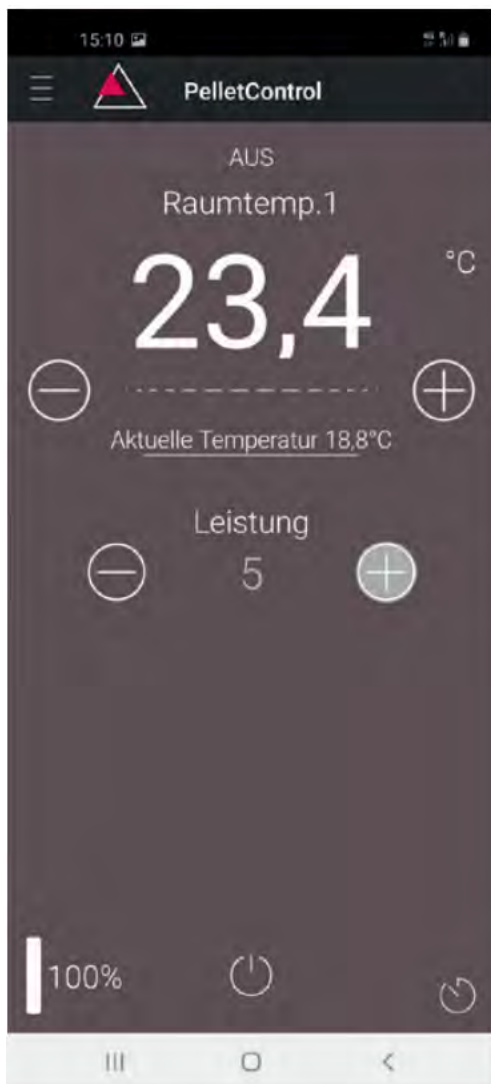 15:10
PelletControl
AUS
Raumtemp.1
23,4 °C
Aktuelle Temperatur 18,8°C
Leistung
5
100%